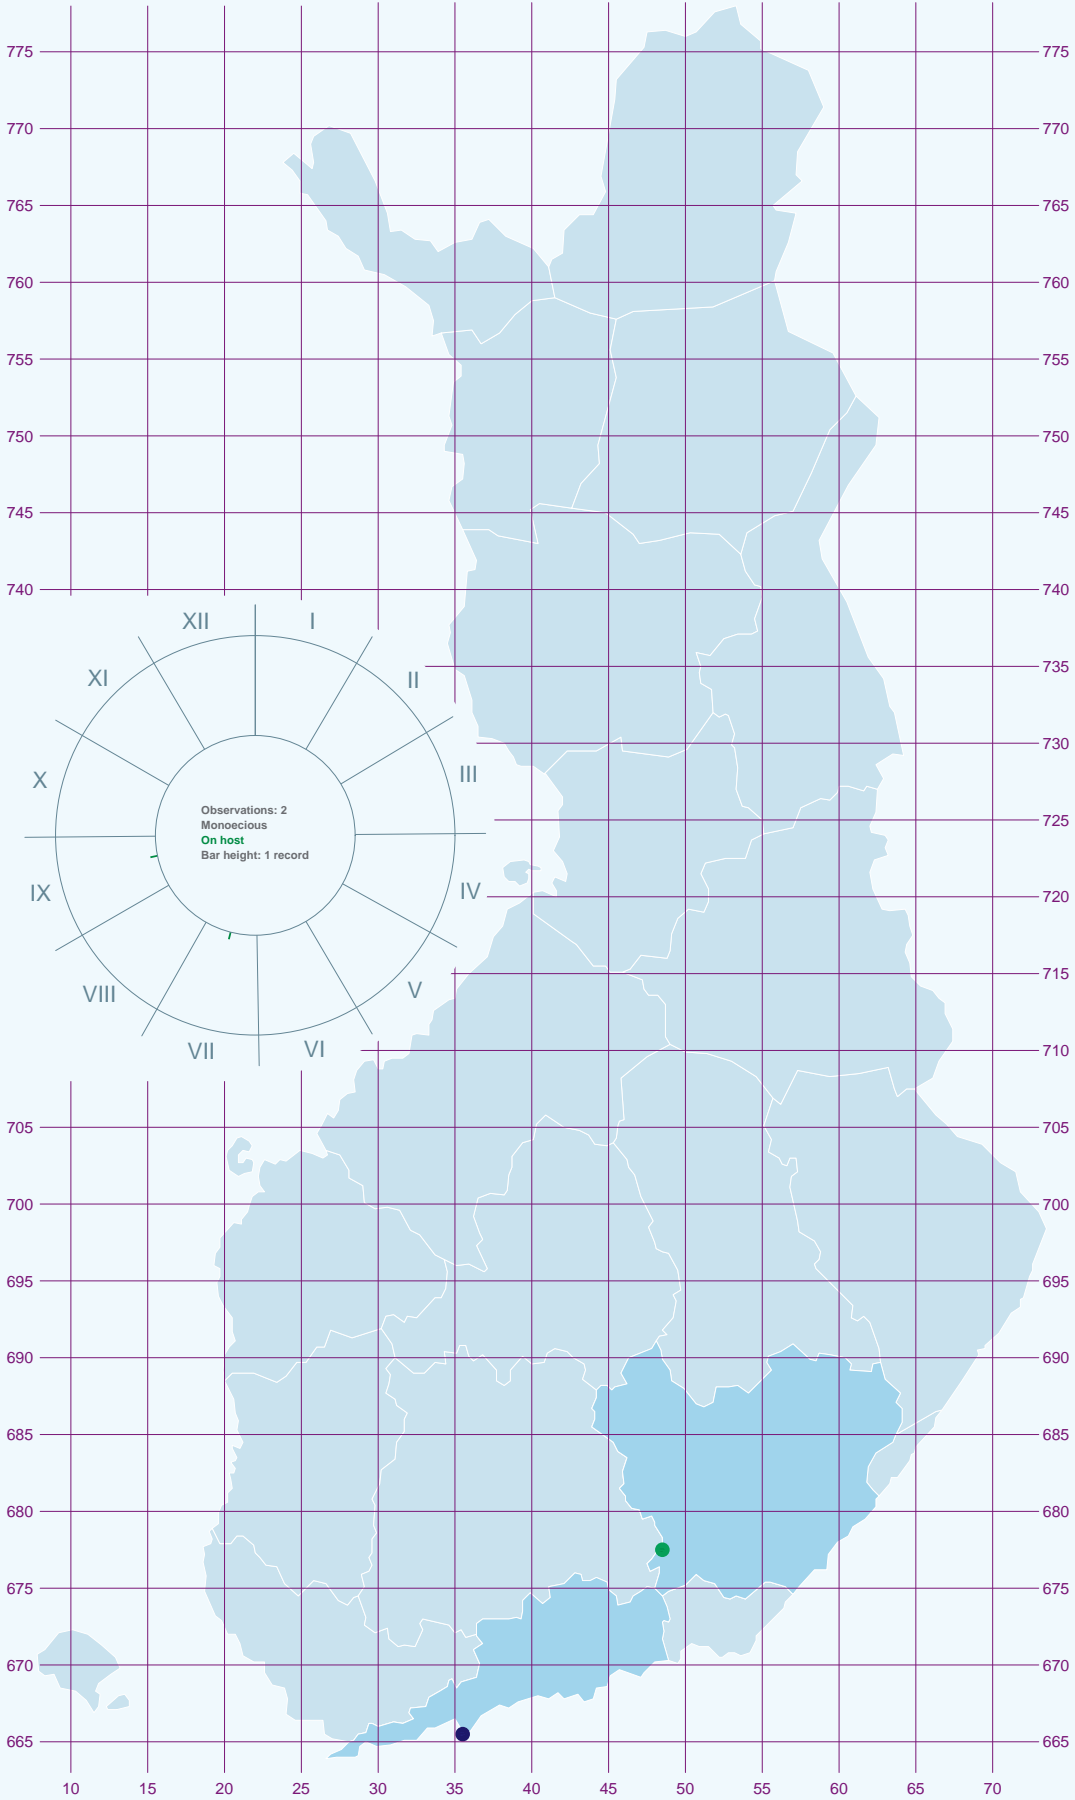 775 775
770 770
765 765
760 760
755 755
750 750
745 745
740 740
XII I
XI II
735
730
X III
Observations: 2
Monoecious
On host
Bar height: 1 record
725
IX IV
720
VIII V
715
VII VI
710
705 705
700 700
695 695
690 690
685 685
680 680
675 675
670 670
665 665
10 15 20 25 30 35 40 45 50 55 60 65 70